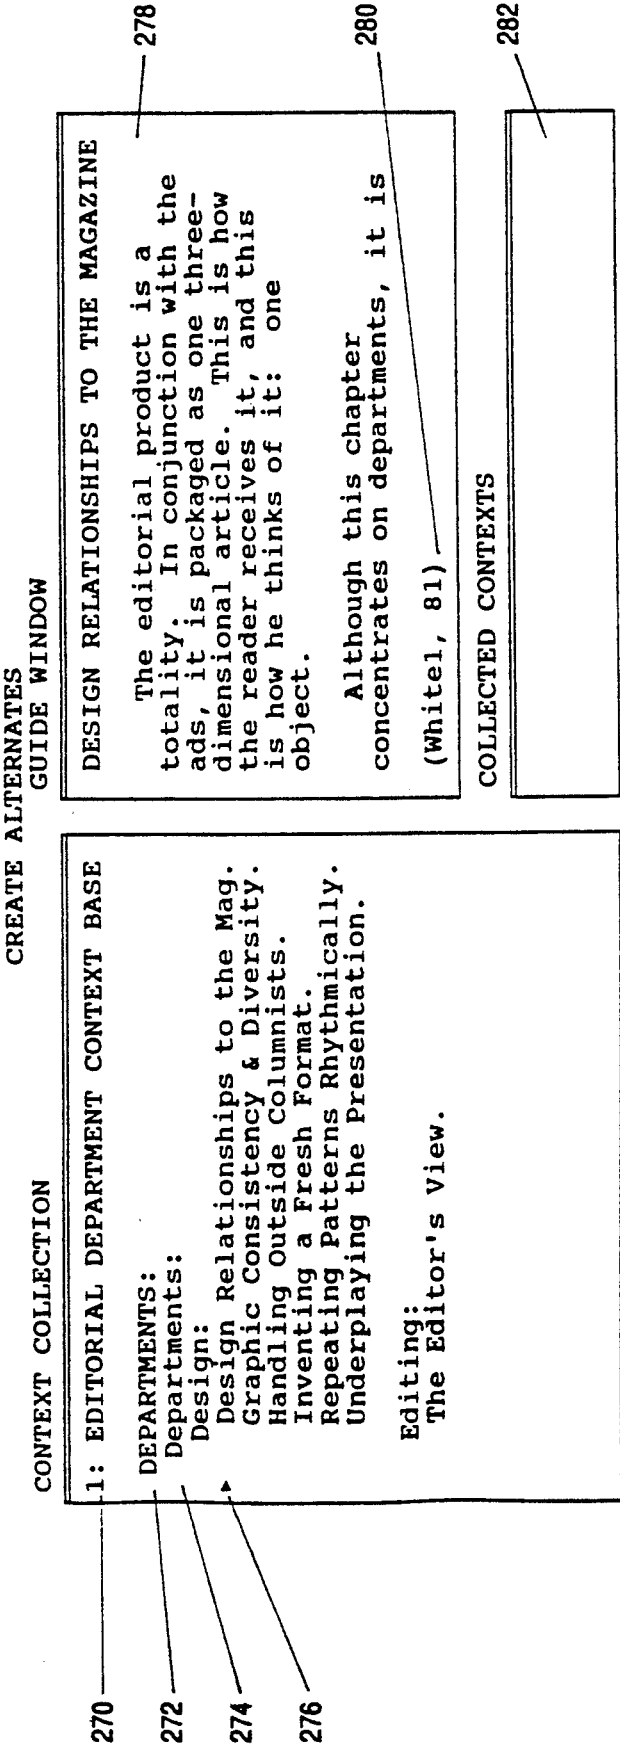 CREATE ALTERNATES
CONTEXT COLLECTION
GUIDE WINDOW
270
1: EDITORIAL DEPARTMENT CONTEXT BASE
272
DEPARTMENTS:
274
Departments:
Design:
276
Design Relationships to the Mag.
Graphic Consistency & Diversity.
Handling Outside Columnists.
Inventing a Fresh Format.
Repeating Patterns Rhythmically.
Underplaying the Presentation.
Editing:
The Editor's View.
DESIGN RELATIONSHIPS TO THE MAGAZINE
278
The editorial product is a
totality. In conjunction with the
ads, it is packaged as one three-
dimensional article. This is how
the reader receives it, and this
is how he thinks of it: one
object.
Although this chapter
concentrates on departments, it is
(White1, 81)
280
COLLECTED CONTEXTS
282